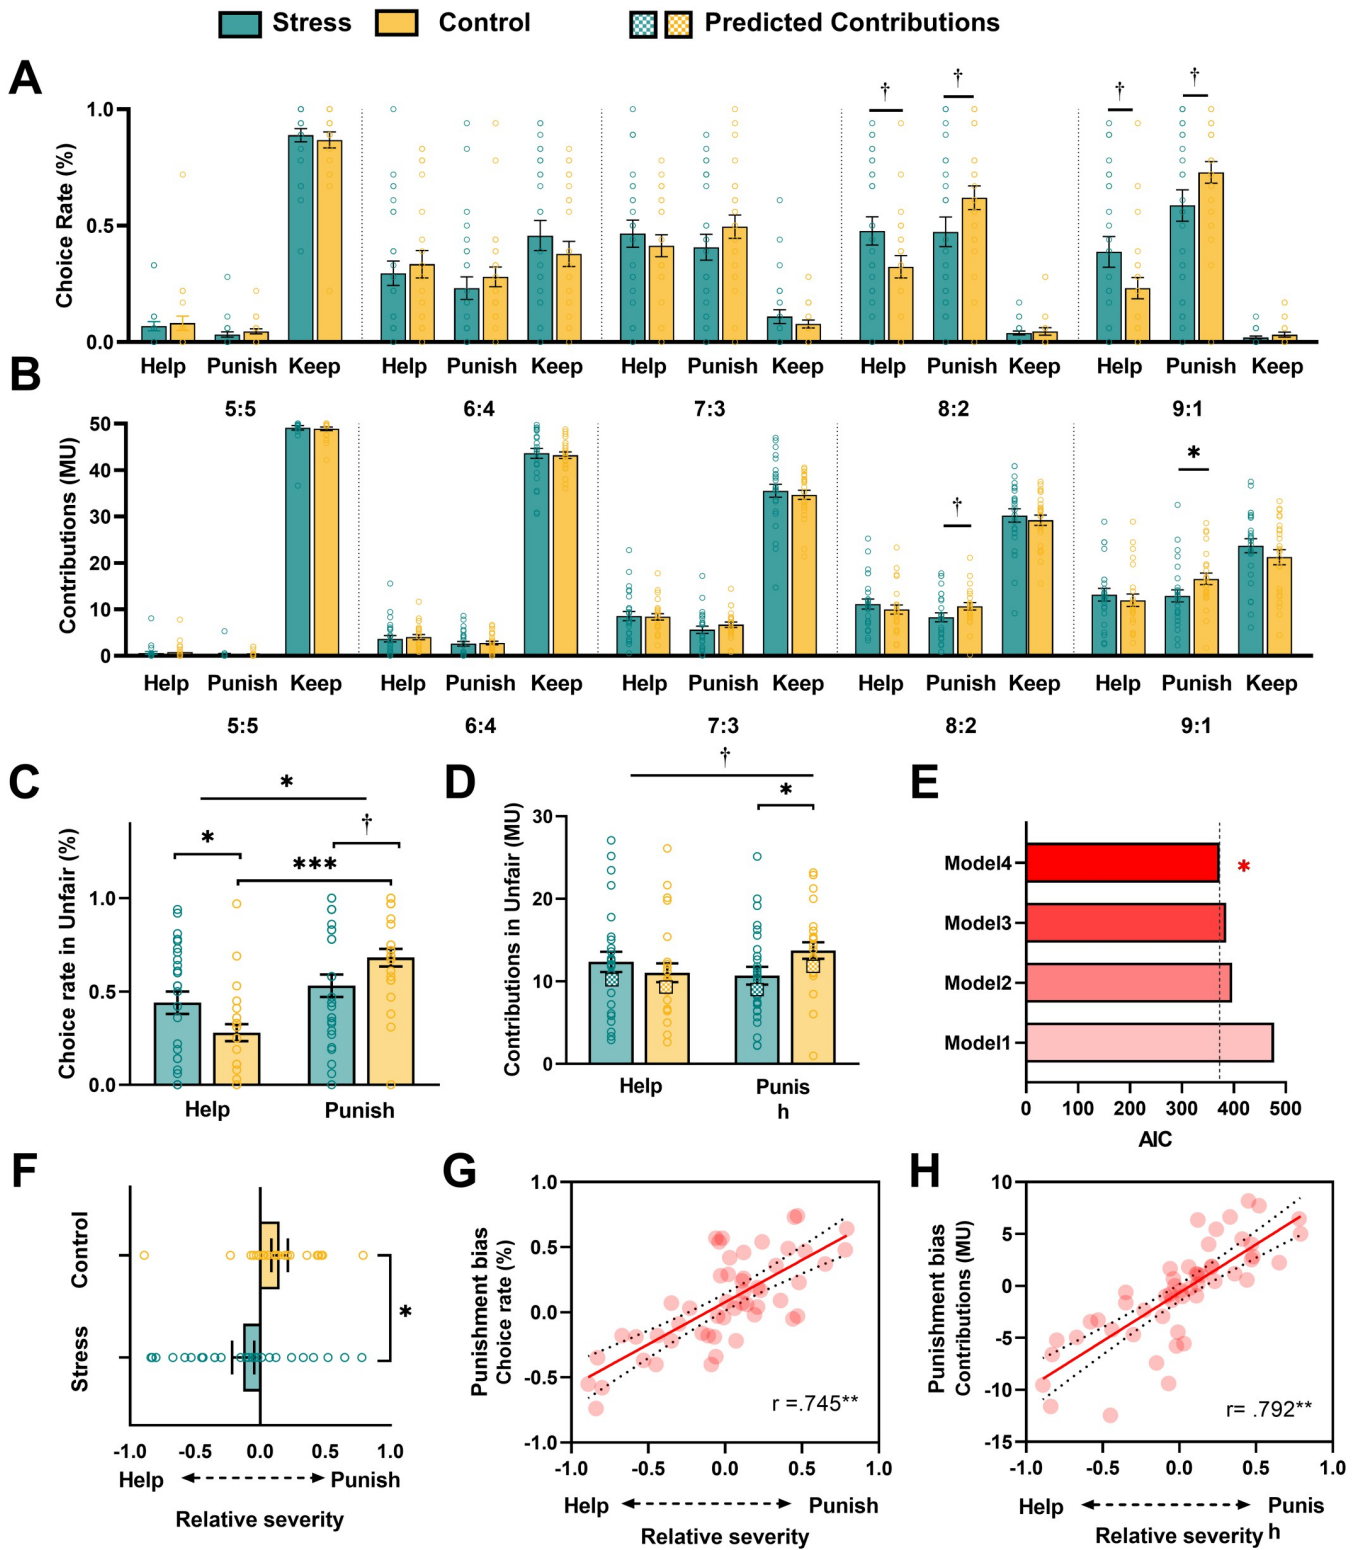 Stress Control Predicted Contributions
A
† † † †
Choice Rate (%)
1.0
0.5
0.0
Help Punish Keep Help Punish Keep Help Punish Keep Help Punish Keep Help Punish Keep
5:5 6:4 7:3 8:2 9:1
B
† *
Contributions (MU)
50
40
30
20
10
0
Help Punish Keep Help Punish Keep Help Punish Keep Help Punish Keep Help Punish Keep
5:5 6:4 7:3 8:2 9:1
C
* * † ***
Choice rate in Unfair (%)
1.0
0.5
0.0
Help Punish
D
† *
Contributions in Unfair (MU)
30
20
10
0
Help Punis
h
E
Model4 *
Model3
Model2
Model1
0 100 200 300 400 500
AIC
F
Control
Stress
*
-1.0 -0.5 0.0 0.5 1.0
Help Punish
Relative severity
G
Punishment bias
Choice rate (%)
1.0
0.5
0.0
-0.5
-1.0
r =.745**
-1.0 -0.5 0.0 0.5 1.0
Help Punish
Relative severity
H
Punishment bias
Contributions (MU)
10
5
0
-5
-10
-15
r= .792**
-1.0 -0.5 0.0 0.5 1.0
Help Punis
Relative severity h